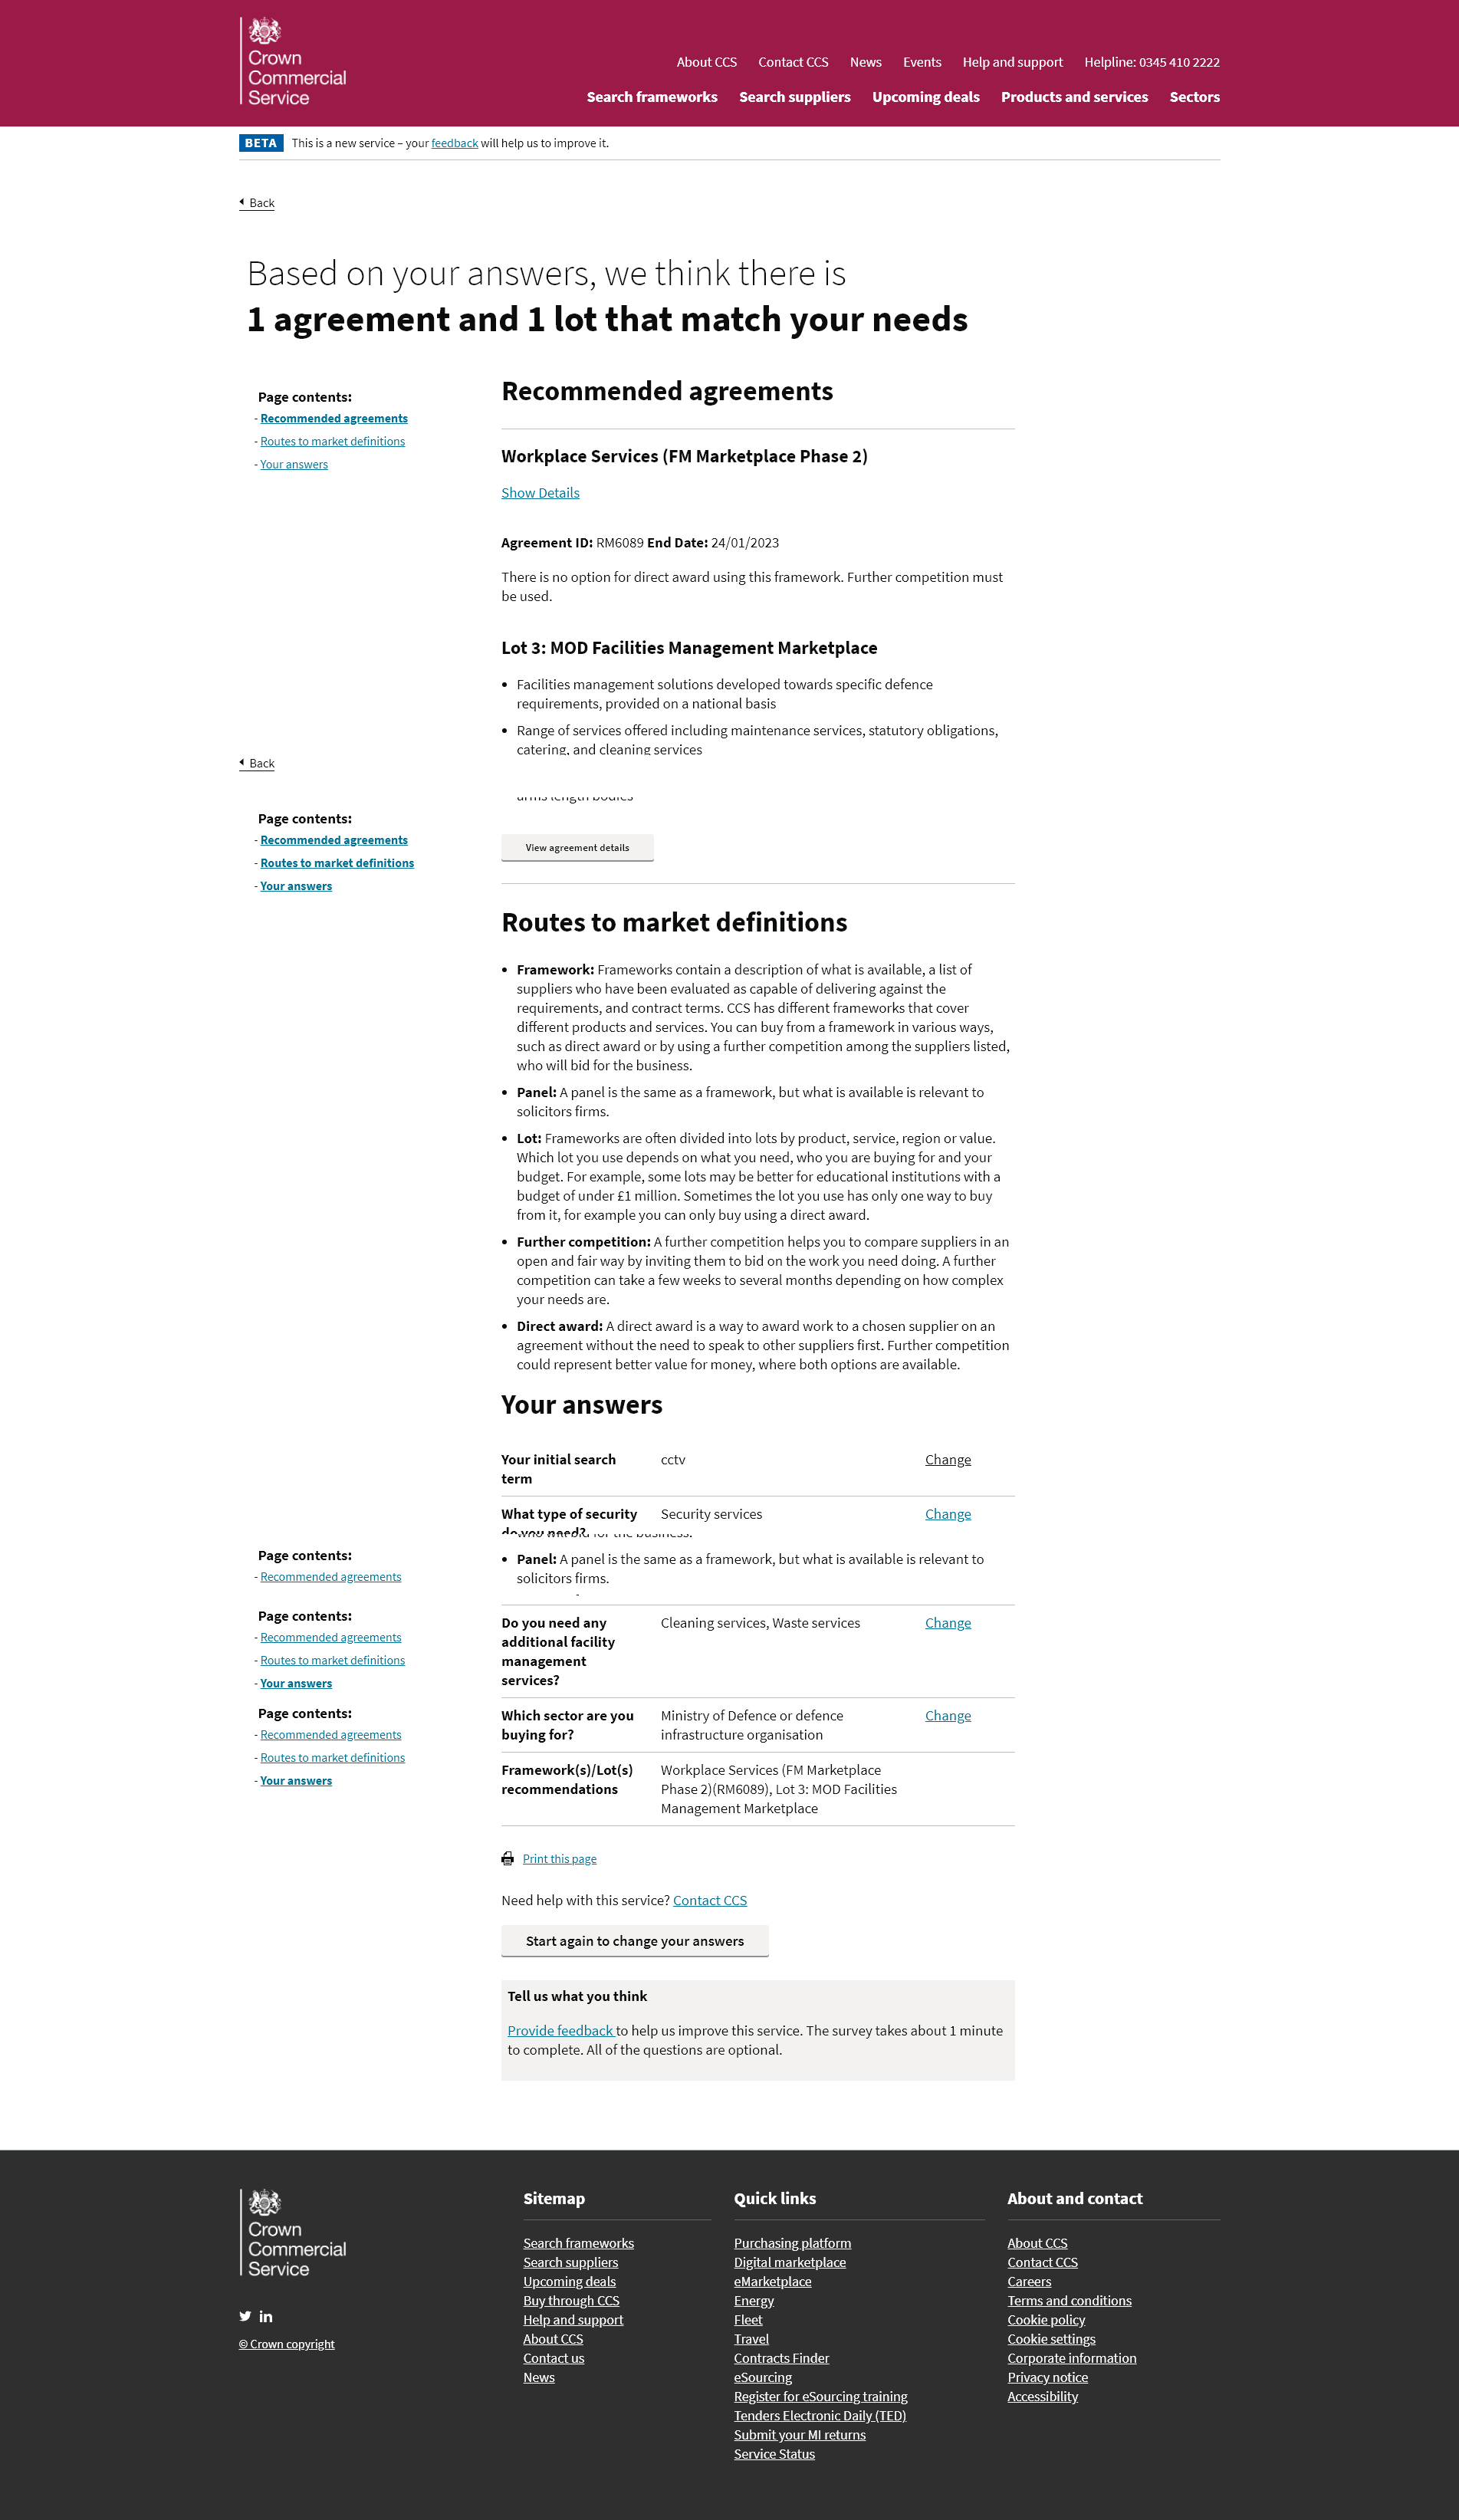 Crown
Commercial
Service
About CCS Contact CCS News Events Help and support Helpline: 0345 410 2222
Search frameworks Search suppliers Upcoming deals Products and services Sectors
BETA This is a new service – your feedback will help us to improve it.
Back
Based on your answers, we think there is
1 agreement and 1 lot that match your needs
Page contents:
- Recommended agreements
- Routes to market definitions
- Your answers
Recommended agreements
Workplace Services (FM Marketplace Phase 2)
Show Details
Agreement ID: RM6089 End Date: 24/01/2023
There is no option for direct award using this framework. Further competition must
be used.
Lot 3: MOD Facilities Management Marketplace
• Facilities management solutions developed towards specific defence
requirements, provided on a national basis
• Range of services offered including maintenance services, statutory obligations,
catering, and cleaning services
Back
arms length bodies
Page contents:
- Recommended agreements
- Routes to market definitions
- Your answers
View agreement details
Routes to market definitions
• Framework: Frameworks contain a description of what is available, a list of
suppliers who have been evaluated as capable of delivering against the
requirements, and contract terms. CCS has different frameworks that cover
different products and services. You can buy from a framework in various ways,
such as direct award or by using a further competition among the suppliers listed,
who will bid for the business.
• Panel: A panel is the same as a framework, but what is available is relevant to
solicitors firms.
• Lot: Frameworks are often divided into lots by product, service, region or value.
Which lot you use depends on what you need, who you are buying for and your
budget. For example, some lots may be better for educational institutions with a
budget of under £1 million. Sometimes the lot you use has only one way to buy
from it, for example you can only buy using a direct award.
• Further competition: A further competition helps you to compare suppliers in an
open and fair way by inviting them to bid on the work you need doing. A further
competition can take a few weeks to several months depending on how complex
your needs are.
• Direct award: A direct award is a way to award work to a chosen supplier on an
agreement without the need to speak to other suppliers first. Further competition
could represent better value for money, where both options are available.
Your answers
Your initial search cctv Change
term
What type of security Security services Change
do you need?
for the business.
Page contents:
- Recommended agreements
• Panel: A panel is the same as a framework, but what is available is relevant to
solicitors firms.
Page contents:
- Recommended agreements
- Routes to market definitions
- Your answers
Do you need any Cleaning services, Waste services Change
additional facility
management
services?
Page contents:
- Recommended agreements
- Routes to market definitions
- Your answers
Which sector are you Ministry of Defence or defence Change
buying for? infrastructure organisation
Framework(s)/Lot(s) Workplace Services (FM Marketplace
recommendations Phase 2)(RM6089), Lot 3: MOD Facilities
Management Marketplace
Print this page
Need help with this service? Contact CCS
Start again to change your answers
Tell us what you think
Provide feedback to help us improve this service. The survey takes about 1 minute
to complete. All of the questions are optional.
Crown
Commercial
Service
© Crown copyright
Sitemap
Search frameworks
Search suppliers
Upcoming deals
Buy through CCS
Help and support
About CCS
Contact us
News
Quick links
Purchasing platform
Digital marketplace
eMarketplace
Energy
Fleet
Travel
Contracts Finder
eSourcing
Register for eSourcing training
Tenders Electronic Daily (TED)
Submit your MI returns
Service Status
About and contact
About CCS
Contact CCS
Careers
Terms and conditions
Cookie policy
Cookie settings
Corporate information
Privacy notice
Accessibility